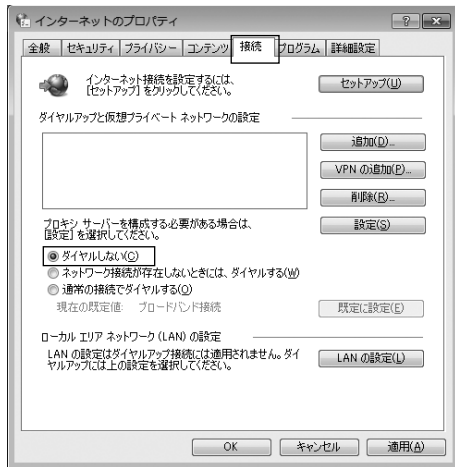 インターネットのプロパティ
全般 セキュリティ プライバシー コンテンツ 接続 プログラム 詳細設定
インターネット接続を設定するには、
[セットアップ] をクリックしてください。
セットアップ(U)
ダイヤルアップと仮想プライベート ネットワークの設定
追加(D)...
VPN の追加(P)...
削除(R)...
プロキシ サーバーを構成する必要がある場合は、
[設定] を選択してください。
設定(S)
ダイヤルしない(C)
ネットワーク接続が存在しないときには、ダイヤルする(W)
通常の接続でダイヤルする(O)
現在の既定値: ブロードバンド接続
既定に設定(E)
ローカル エリア ネットワーク (LAN) の設定
LAN の設定はダイヤルアップ接続には適用されません。ダイ
ヤルアップには上の設定を選択してください。
LAN の設定(L)
OK キャンセル 適用(A)